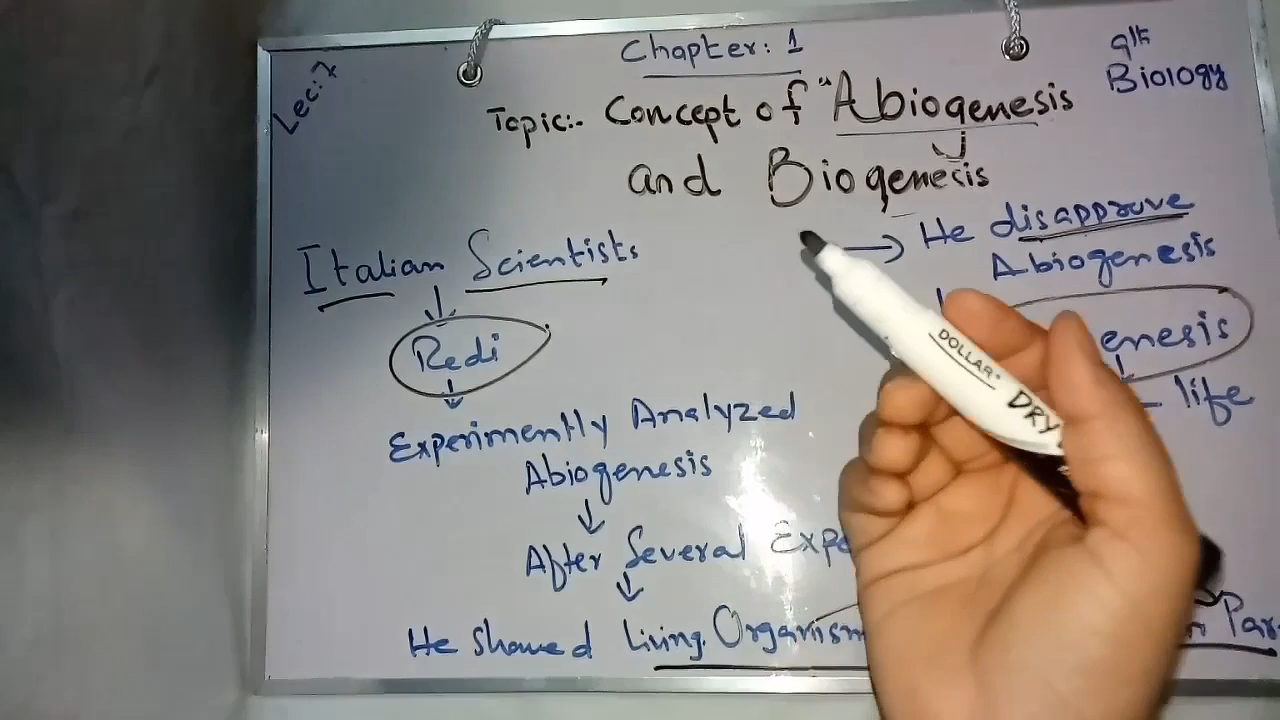 Lec:7
Chapter: 1
9th
Biology
Topic:- Concept of "Abiogenesis
and Biogenesis
Italian Scientists
Redi
Experimently Analyzed
Abiogenesis
After Several Expe
He showed living Organism
Par
He disapprove
Abiogenesis
enesis
life
DOLLAR
DRY